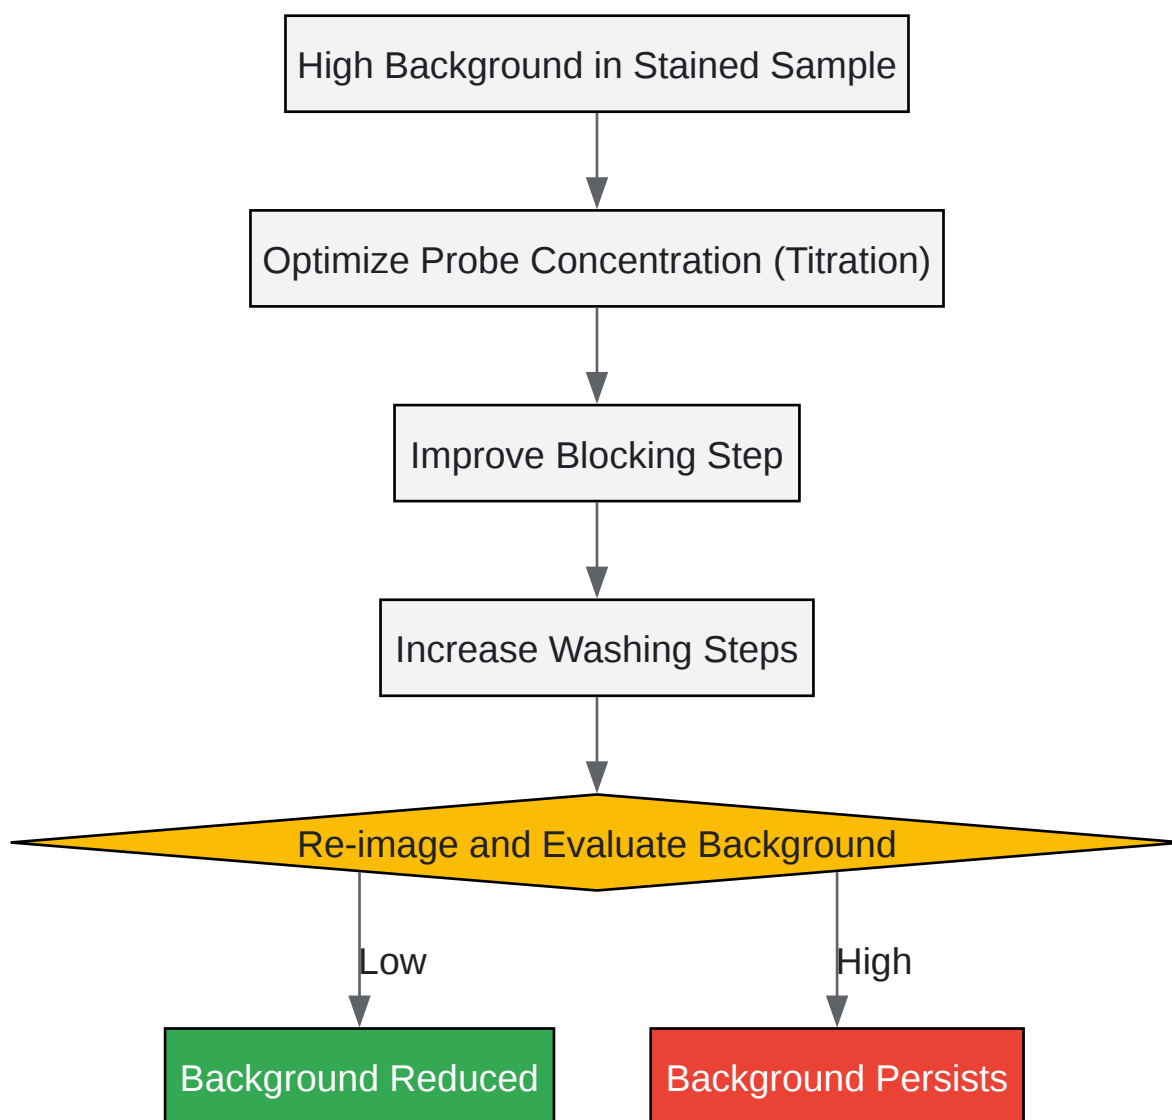 High Background in Stained Sample
Optimize Probe Concentration (Titration)
Improve Blocking Step
Increase Washing Steps
Re-image and Evaluate Background
Low
High
Background Reduced
Background Persists